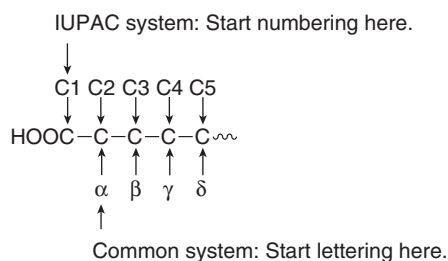 IUPAC system: Start numbering here.
C1 C2 C3 C4 C5
HOOC–C–C–C–C
α β γ δ
Common system: Start lettering here.